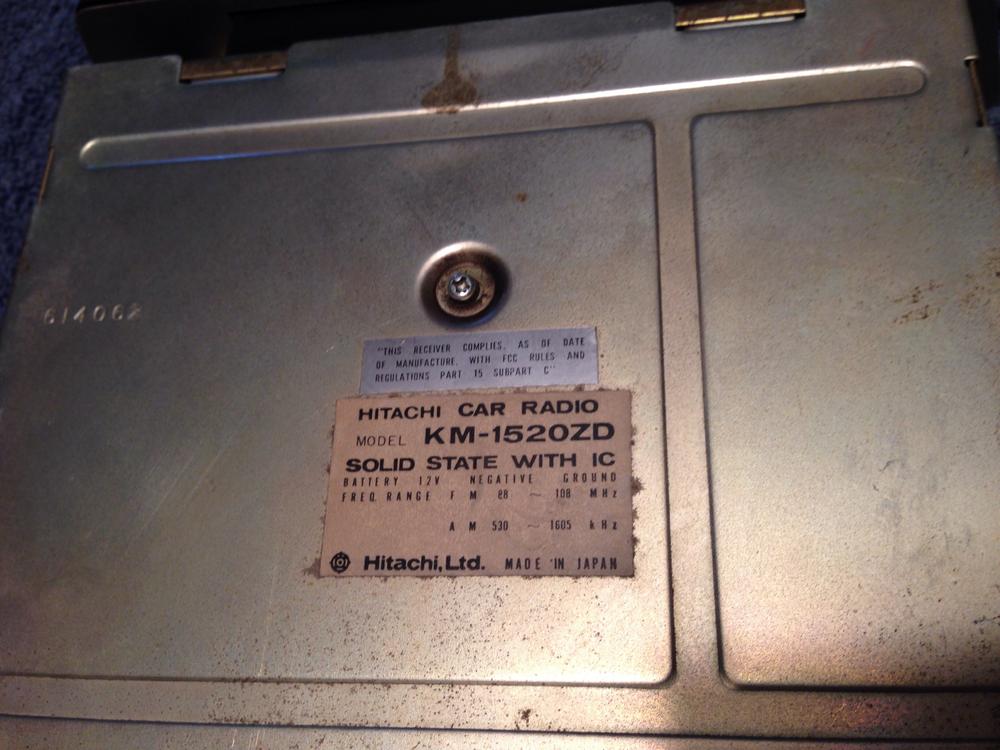 614062
"THIS RECEIVER COMPLIES, AS OF DATE
OF MANUFACTURE, WITH FCC RULES AND
REGULATIONS PART 15 SUBPART C"
HITACHI CAR RADIO
MODEL KM-1520ZD
SOLID STATE WITH IC
BATTERY 12V NEGATIVE GROUND
FREQ. RANGE FM 88 ~ 108 MHz
AM 530 ~ 1605 kHz
Hitachi, Ltd. MADE IN JAPAN